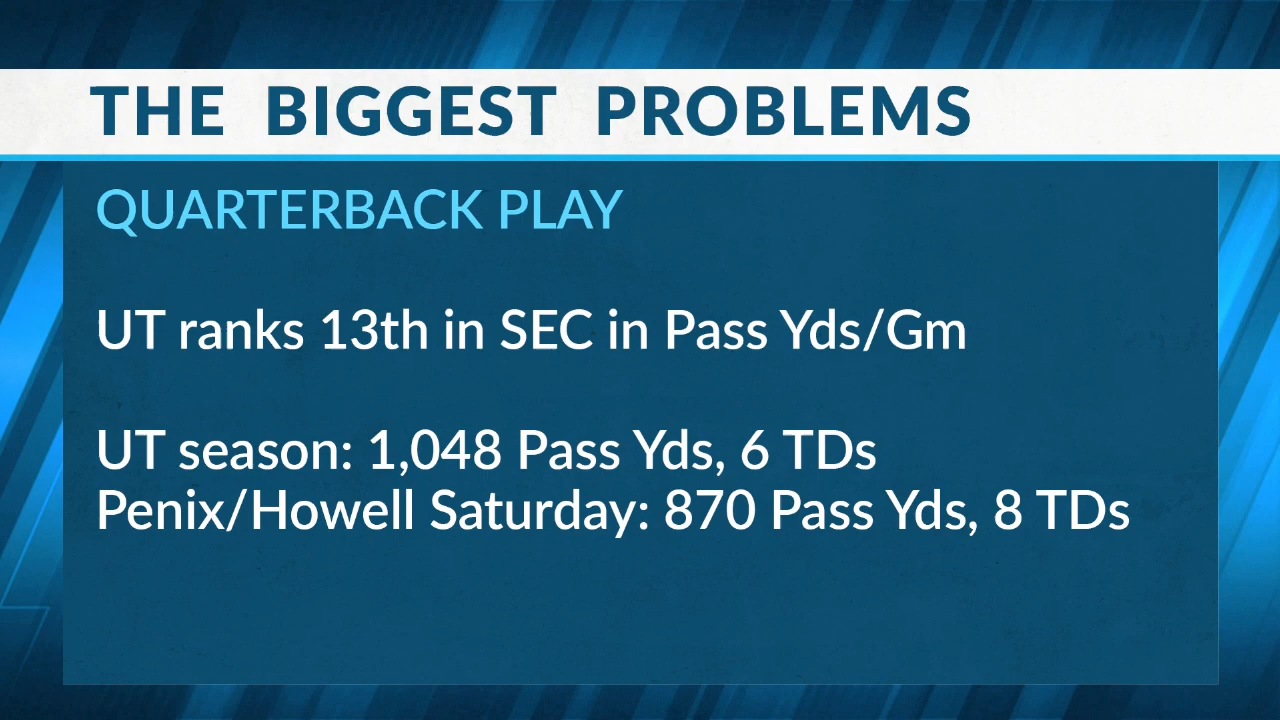 THE BIGGEST PROBLEMS
QUARTERBACK PLAY
UT ranks 13th in SEC in Pass Yds/Gm
UT season: 1,048 Pass Yds, 6 TDs
Penix/Howell Saturday: 870 Pass Yds, 8 TDs